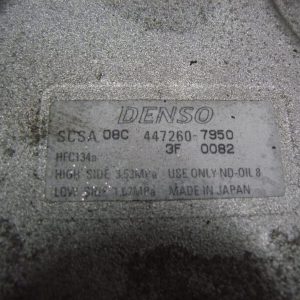 DENSO
SCSA 08C 447260-7950
3F 0082
HFC134a
HIGH SIDE 3.53MPa USE ONLY ND-OIL 8
LOW SIDE 1.67MPa MADE IN JAPAN